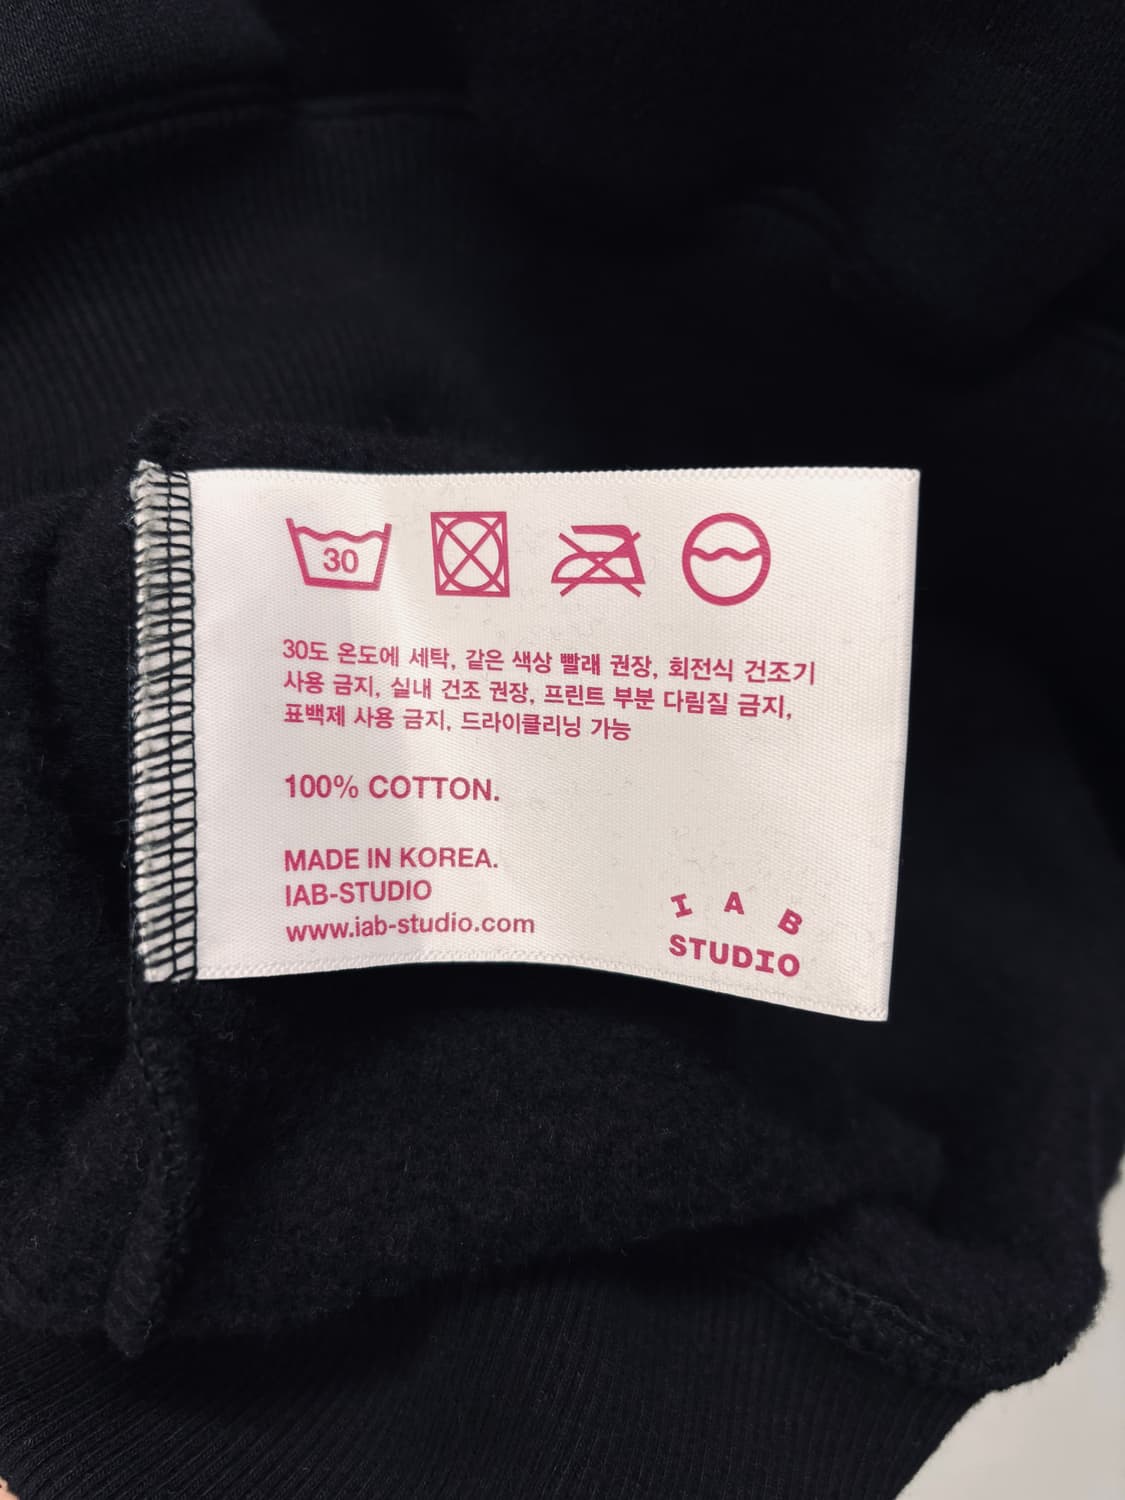 30
30도 온도에 세탁, 같은 색상 빨래 권장, 회전식 건조기
사용 금지, 실내 건조 권장, 프린트 부분 다림질 금지,
표백제 사용 금지, 드라이클리닝 가능
100% COTTON.
MADE IN KOREA.
IAB-STUDIO
www.iab-studio.com
IAB
STUDIO